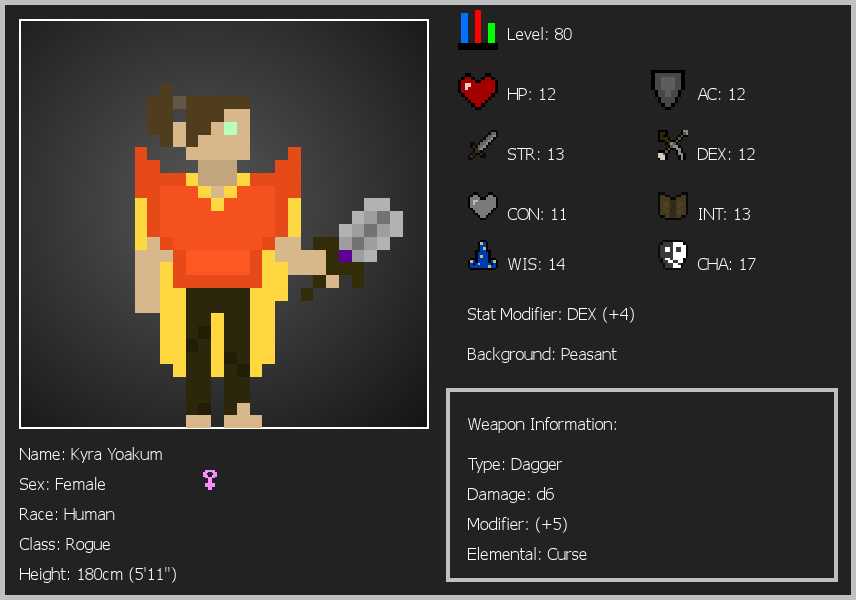 Level: 80
HP: 12
AC: 12
STR: 13
DEX: 12
CON: 11
INT: 13
WIS: 14
CHA: 17
Stat Modifier: DEX (+4)
Background: Peasant
Weapon Information:
Type: Dagger
Damage: d6
Modifier: (+5)
Elemental: Curse
Name: Kyra Yoakum
Sex: Female
Race: Human
Class: Rogue
Height: 180cm (5'11")